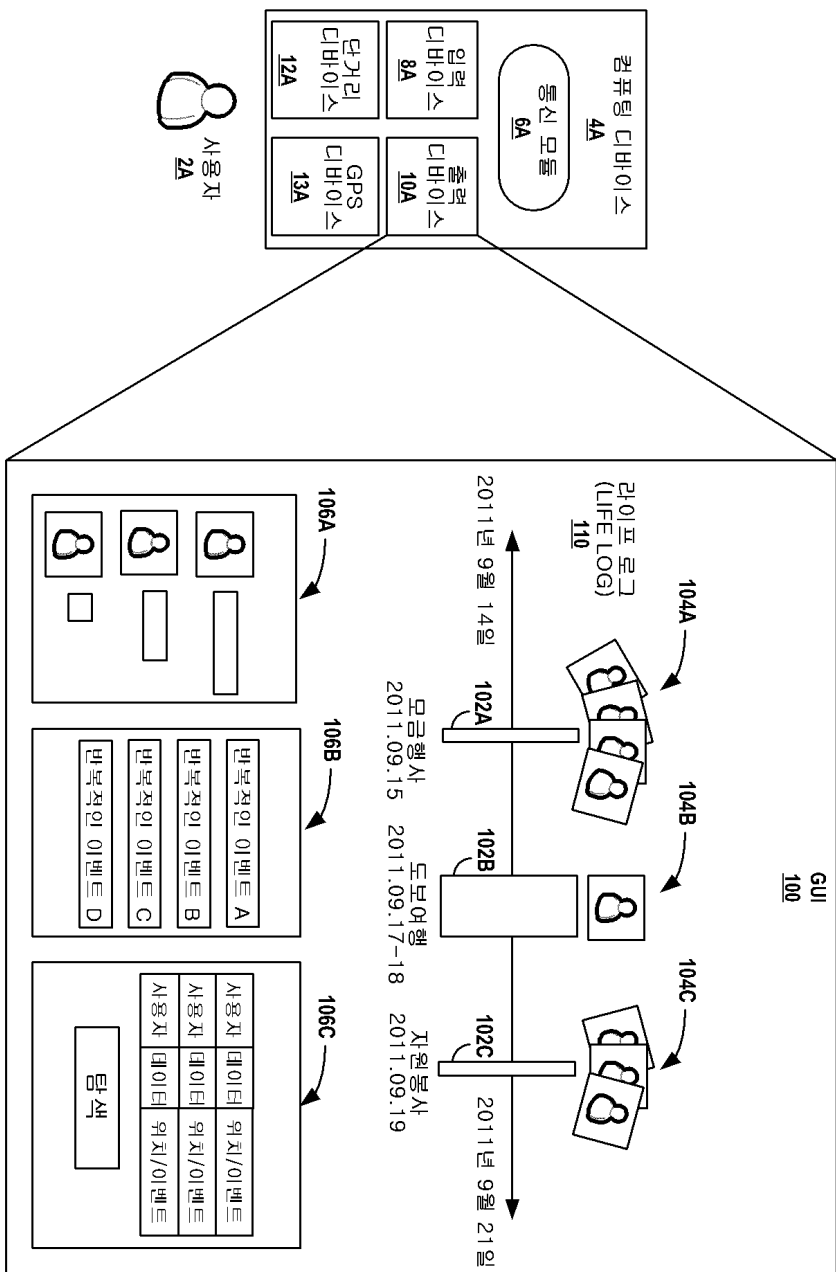 컴퓨팅 디바이스
4A
통신 모듈
6A
입력
디바이스
8A
출력
디바이스
10A
단거리
디바이스
12A
GPS
디바이스
13A
사용자
2A
GUI
100
라이프 로그
(LIFE LOG)
110
104A
104B
104C
2011년 9월 14일
2011년 9월 21일
102A
102B
102C
모금행사
2011.09.15
도보여행
2011.09.17-18
자원봉사
2011.09.19
106A
106B
반복적인 이벤트 A
반복적인 이벤트 B
반복적인 이벤트 C
반복적인 이벤트 D
106C
사용자 데이터 위치/이벤트
사용자 데이터 위치/이벤트
사용자 데이터 위치/이벤트
탐색